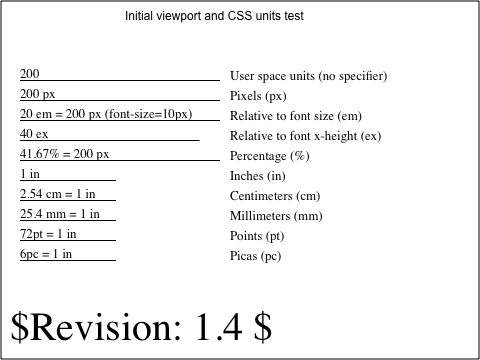 Initial viewport and CSS units test
200 User space units (no specifier)
200 px Pixels (px)
20 em = 200 px (font-size=10px) Relative to font size (em)
40 ex Relative to font x-height (ex)
41.67% = 200 px Percentage (%)
1 in Inches (in)
2.54 cm = 1 in Centimeters (cm)
25.4 mm = 1 in Millimeters (mm)
72pt = 1 in Points (pt)
6pc = 1 in Picas (pc)
$Revision: 1.4 $